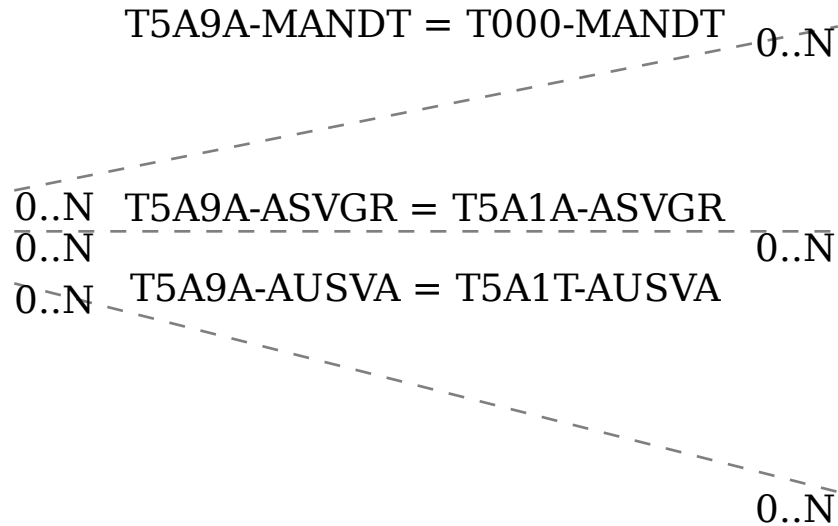 T5A9A-MANDT = T000-MANDT
0..N
0..N
T5A9A-ASVGR = T5A1A-ASVGR
0..N
0..N
T5A9A-AUSVA = T5A1T-AUSVA
0..N
0..N